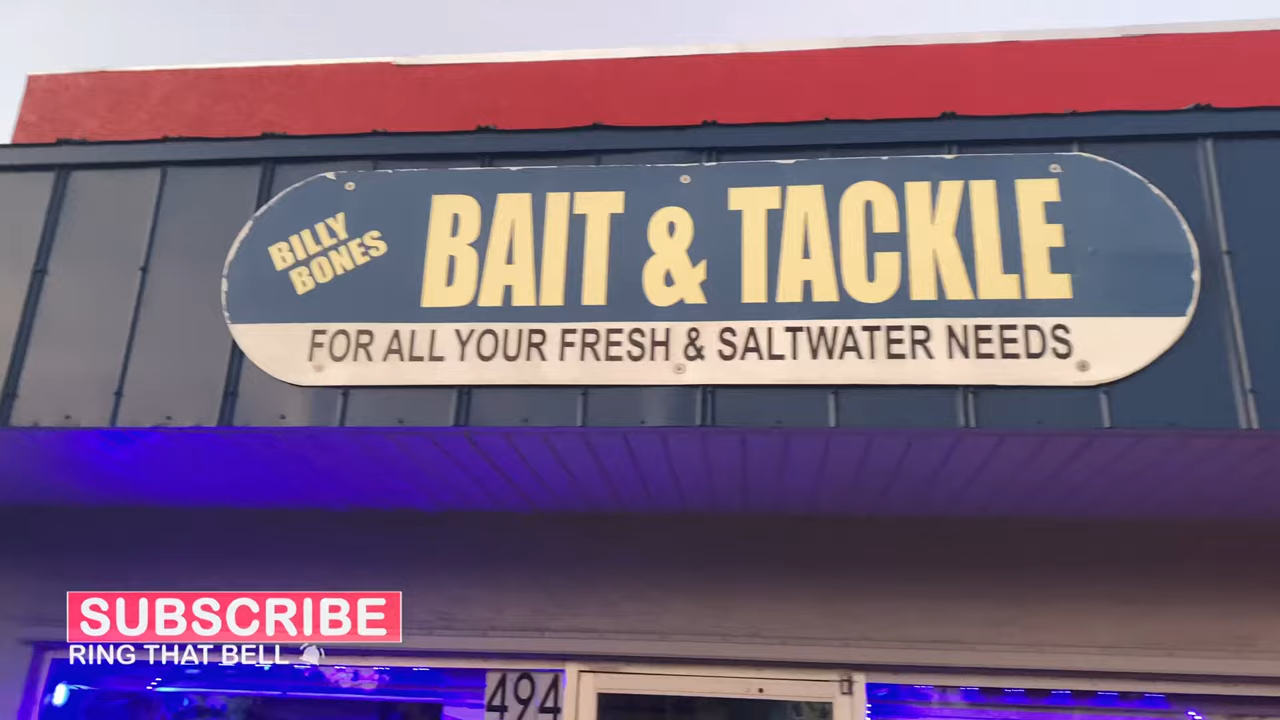 BILLY
BONES
BAIT & TACKLE
FOR ALL YOUR FRESH & SALTWATER NEEDS
SUBSCRIBE
RING THAT BELL
494